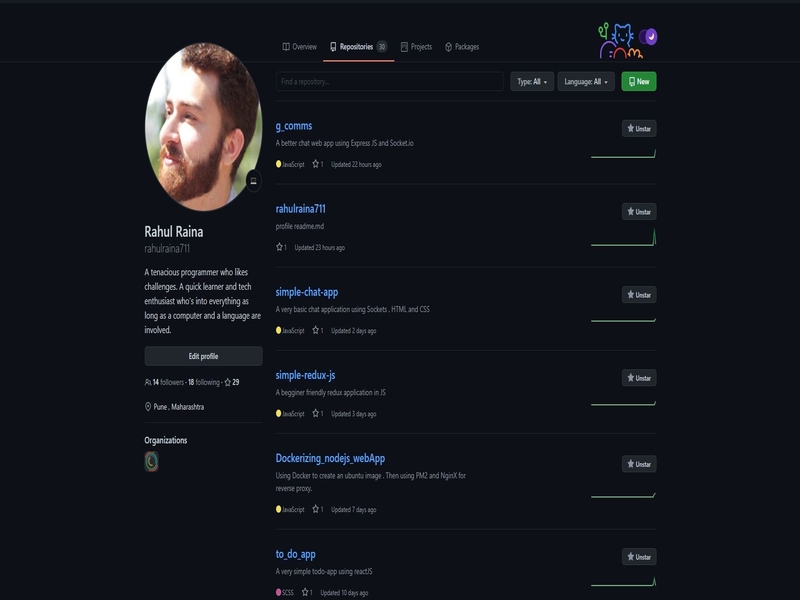 Overview
Repositories 30
Projects
Packages
Find a repository...
Type: All
Language: All
New
Rahul Raina
rahulraina711
A tenacious programmer who likes
challenges. A quick learner and tech
enthusiast who's into everything as
long as a computer and a language are
involved.
Edit profile
14 followers · 18 following · 29
Pune , Maharashtra
Organizations
g_comms
Unstar
A better chat web app using Express JS and Socket.io
JavaScript 1 Updated 22 hours ago
rahulraina711
Unstar
profile readme.md
1 Updated 23 hours ago
simple-chat-app
Unstar
A very basic chat application using Sockets , HTML and CSS
JavaScript 1 Updated 2 days ago
simple-redux-js
Unstar
A begginer friendly redux application in JS
JavaScript 1 Updated 3 days ago
Dockerizing_nodejs_webApp
Unstar
Using Docker to create an ubuntu image . Then using PM2 and NginX for
reverse proxy.
JavaScript 1 Updated 7 days ago
to_do_app
Unstar
A very simple todo-app using reactJS
SCSS 1 Updated 10 days ago